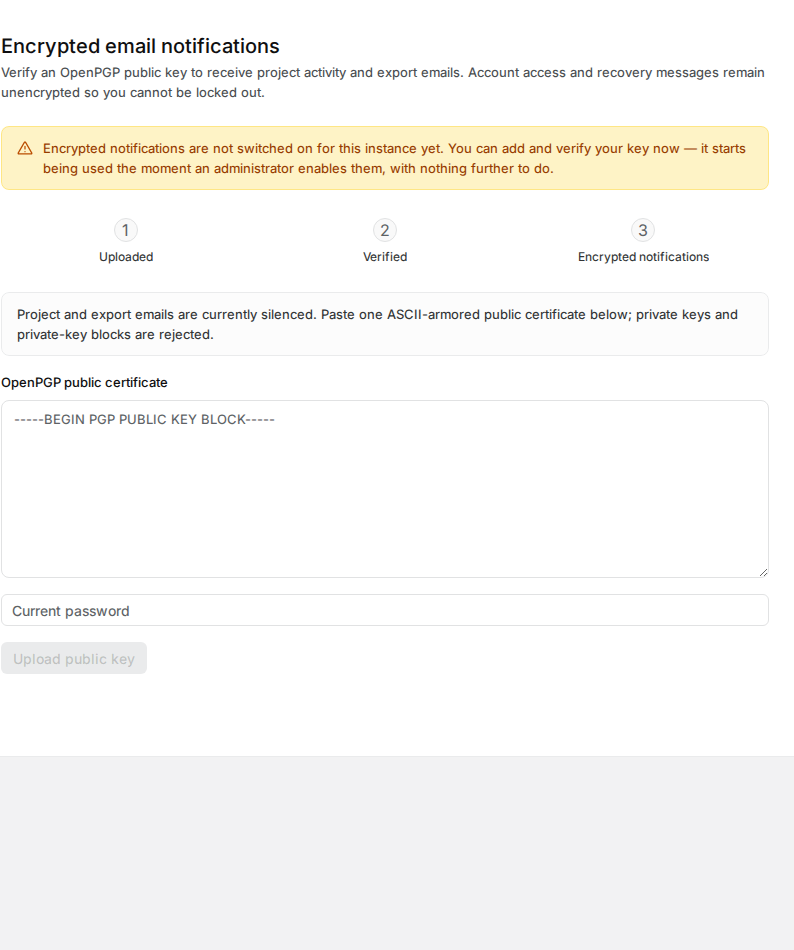 Encrypted email notifications
Verify an OpenPGP public key to receive project activity and export emails. Account access and recovery messages remain
unencrypted so you cannot be locked out.
Encrypted notifications are not switched on for this instance yet. You can add and verify your key now — it starts
being used the moment an administrator enables them, with nothing further to do.
1 2 3
Uploaded Verified Encrypted notifications
Project and export emails are currently silenced. Paste one ASCII-armored public certificate below; private keys and
private-key blocks are rejected.
OpenPGP public certificate
-----BEGIN PGP PUBLIC KEY BLOCK-----
Current password
Upload public key